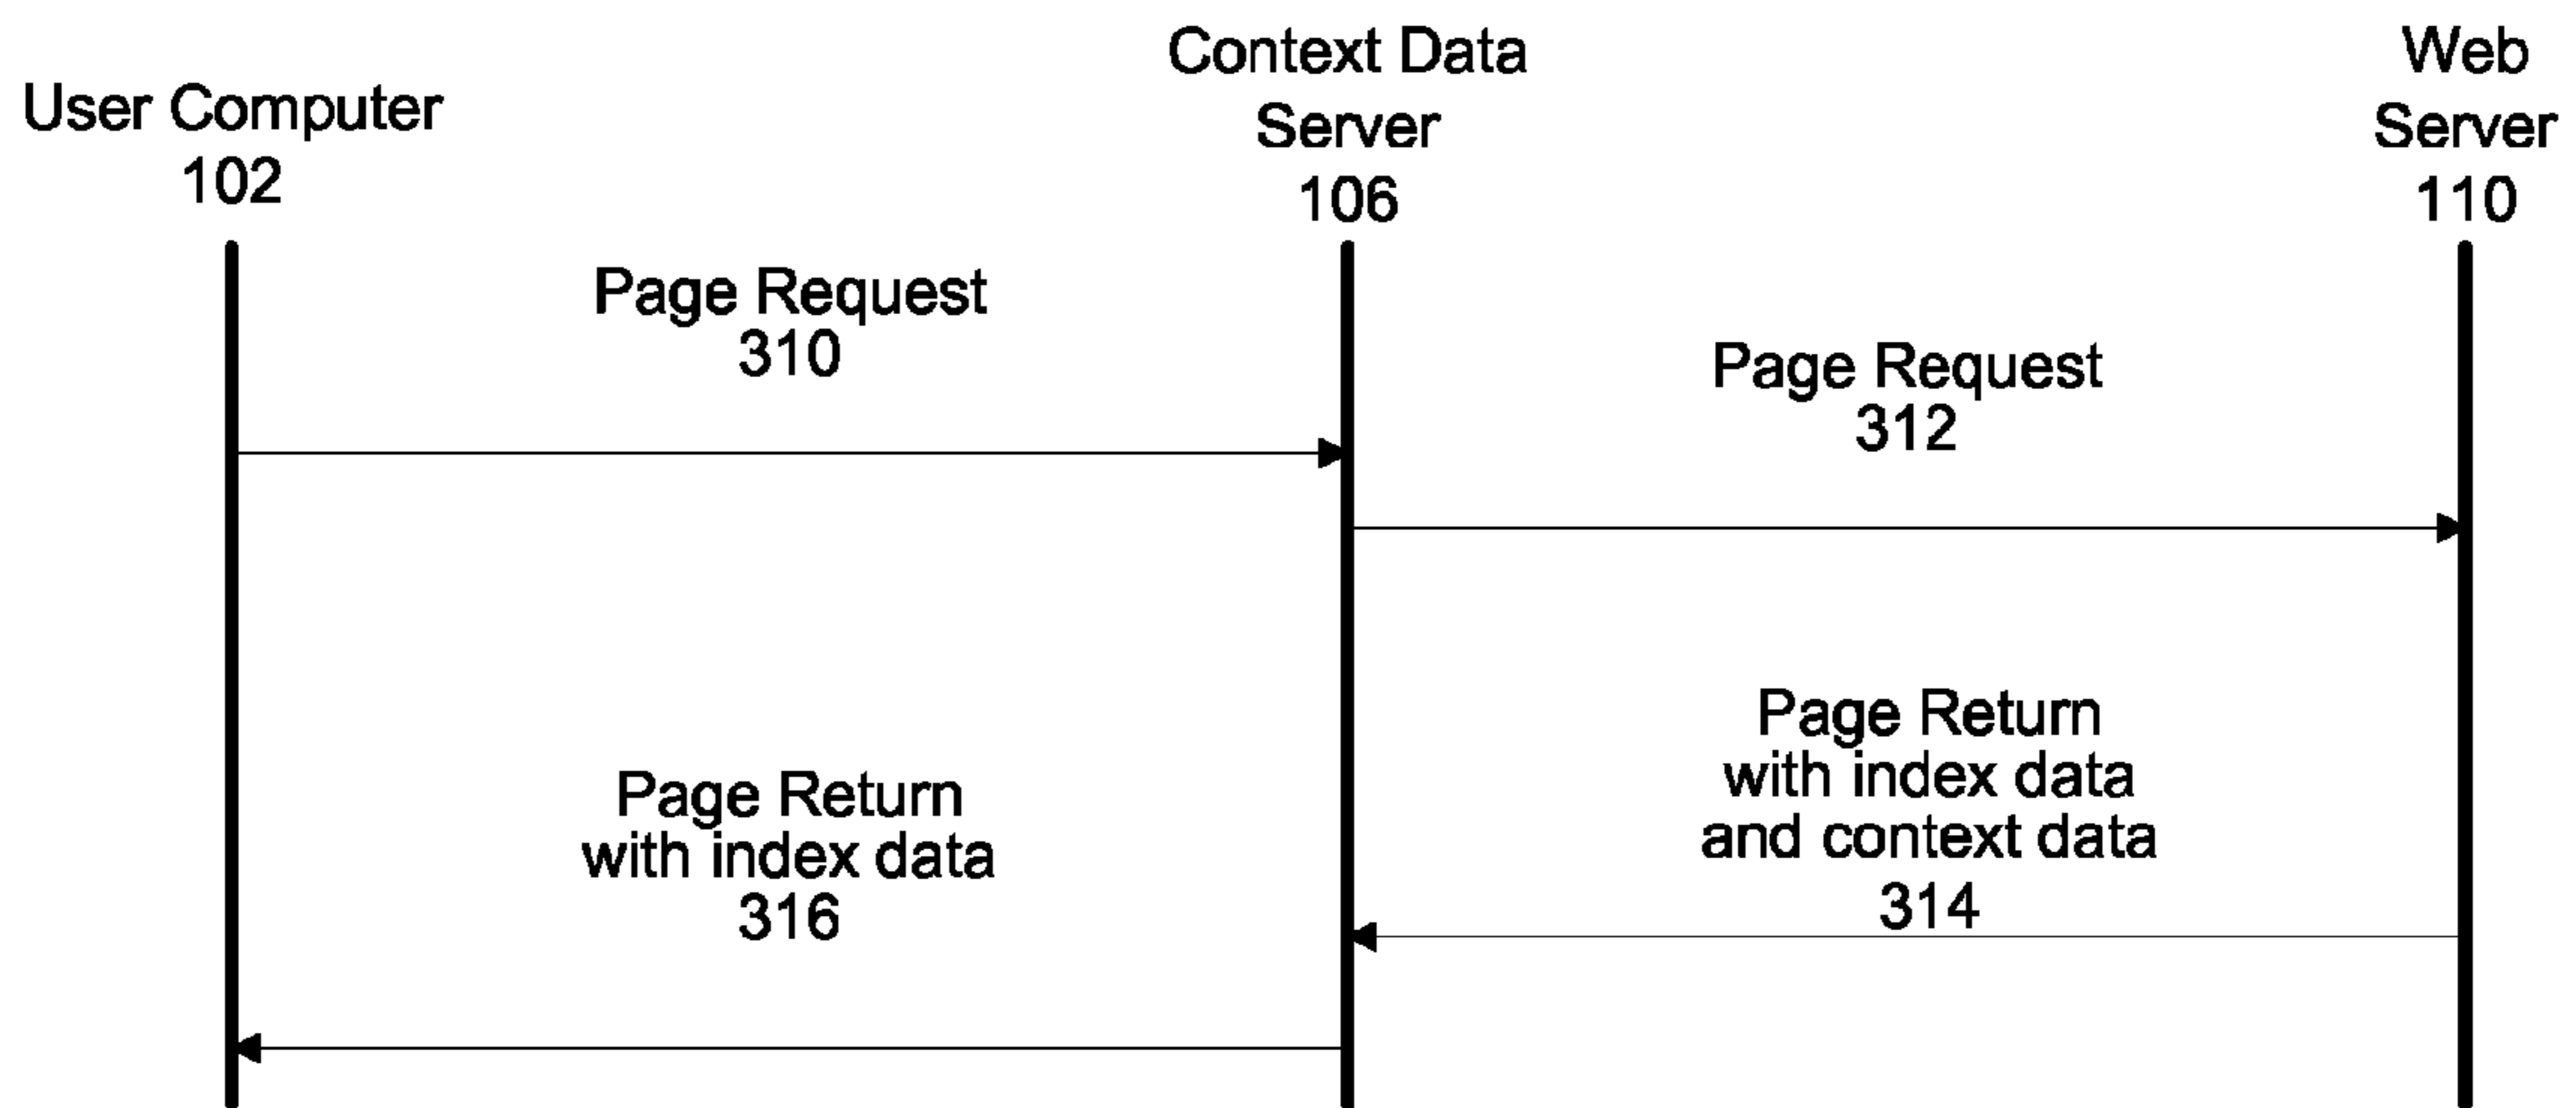 User Computer
102
Context Data
Server
106
Web
Server
110
Page Request
310
Page Request
312
Page Return
with index data
and context data
314
Page Return
with index data
316